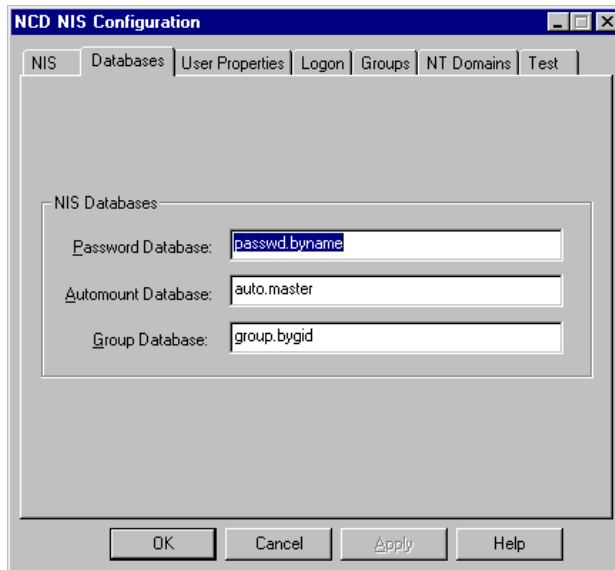 NCD NIS Configuration
NIS Databases User Properties Logon Groups NT Domains Test
NIS Databases
Password Database: passwd.byname
Automount Database: auto.master
Group Database: group.bygid
OK Cancel Apply Help